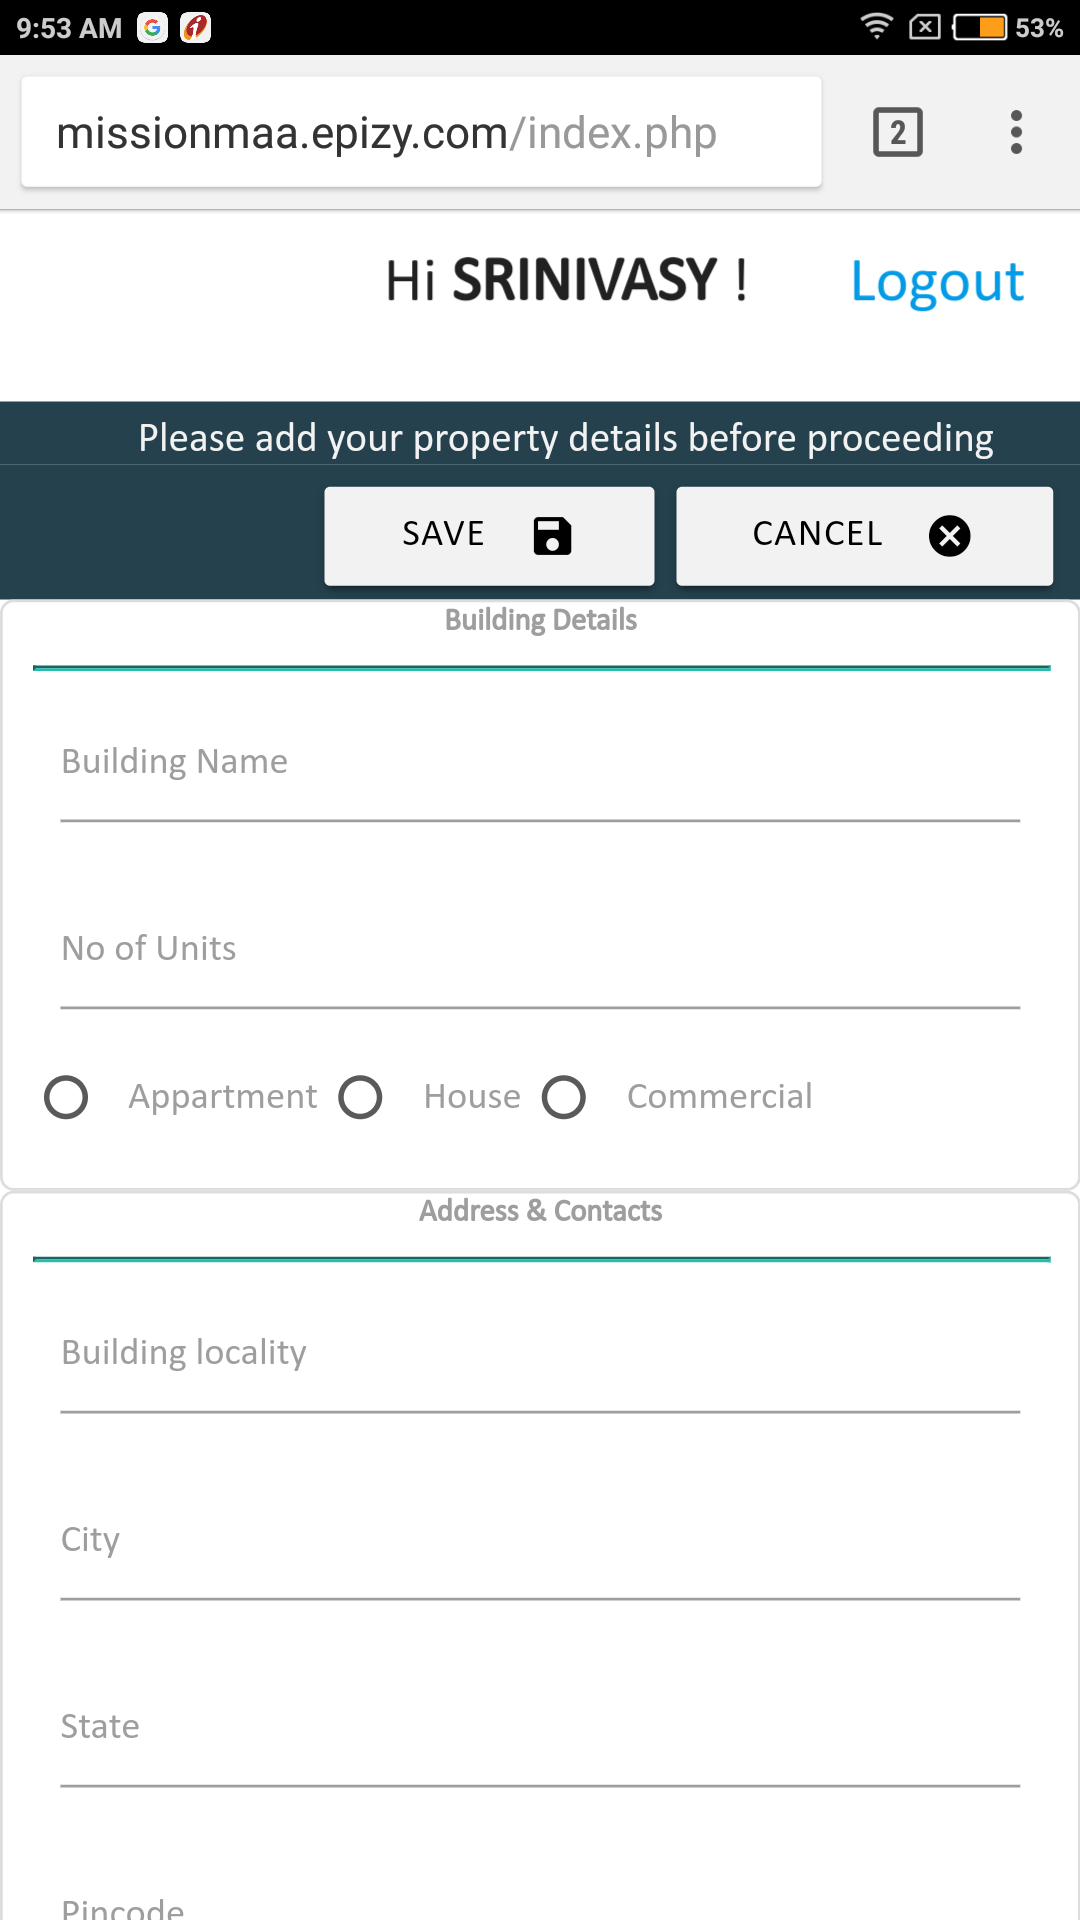 9:53 AM 53%
missionmaa.epizy.com/index.php 2
Hi SRINIVASY ! Logout
Please add your property details before proceeding
SAVE CANCEL
Building Details
Building Name
No of Units
Appartment House Commercial
Address & Contacts
Building locality
City
State
Pincode